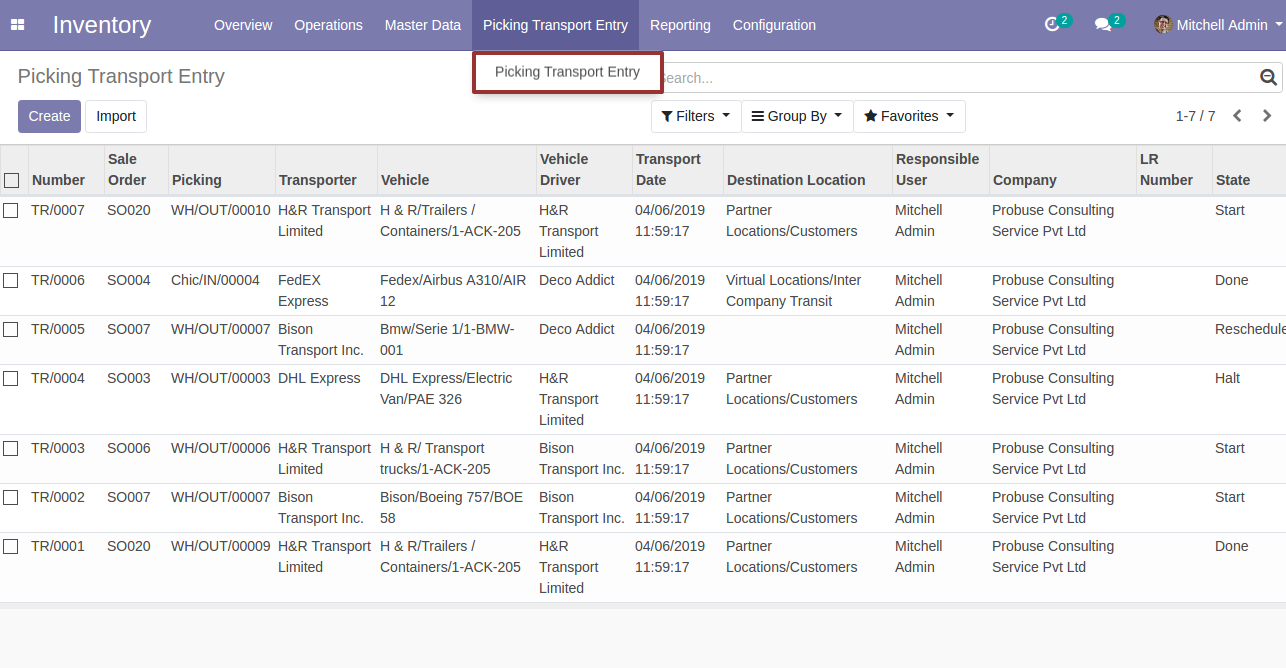 Inventory Overview Operations Master Data Picking Transport Entry Reporting Configuration 2 2 Mitchell Admin
Picking Transport Entry
Picking Transport Entry
Search...
Create Import
Filters Group By Favorites 1-7 / 7
Number Sale Order Picking Transporter Vehicle Vehicle Driver Transport Date Destination Location Responsible User Company LR Number State
TR/0007 SO020 WH/OUT/00010 H&R Transport H & R/Trailers / H&R 04/06/2019 Partner Mitchell Probuse Consulting Start
Limited Containers/1-ACK-205 Transport 11:59:17 Locations/Customers Admin Service Pvt Ltd
Limited
TR/0006 SO004 Chic/IN/00004 FedEX Fedex/Airbus A310/AIR Deco Addict 04/06/2019 Virtual Locations/Inter Mitchell Probuse Consulting Done
Express 12 11:59:17 Company Transit Admin Service Pvt Ltd
TR/0005 SO007 WH/OUT/00007 Bison Bmw/Serie 1/1-BMW- Deco Addict 04/06/2019 Mitchell Probuse Consulting Reschedule
Transport Inc. 001 11:59:17 Admin Service Pvt Ltd
TR/0004 SO003 WH/OUT/00003 DHL Express DHL Express/Electric H&R 04/06/2019 Partner Mitchell Probuse Consulting Halt
Van/PAE 326 Transport 11:59:17 Locations/Customers Admin Service Pvt Ltd
Limited
TR/0003 SO006 WH/OUT/00006 H&R Transport H & R/ Transport Bison 04/06/2019 Partner Mitchell Probuse Consulting Start
Limited trucks/1-ACK-205 Transport Inc. 11:59:17 Locations/Customers Admin Service Pvt Ltd
TR/0002 SO007 WH/OUT/00007 Bison Bison/Boeing 757/BOE Bison 04/06/2019 Partner Mitchell Probuse Consulting Start
Transport Inc. 58 Transport Inc. 11:59:17 Locations/Customers Admin Service Pvt Ltd
TR/0001 SO020 WH/OUT/00009 H&R Transport H & R/Trailers / H&R 04/06/2019 Partner Mitchell Probuse Consulting Done
Limited Containers/1-ACK-205 Transport 11:59:17 Locations/Customers Admin Service Pvt Ltd
Limited